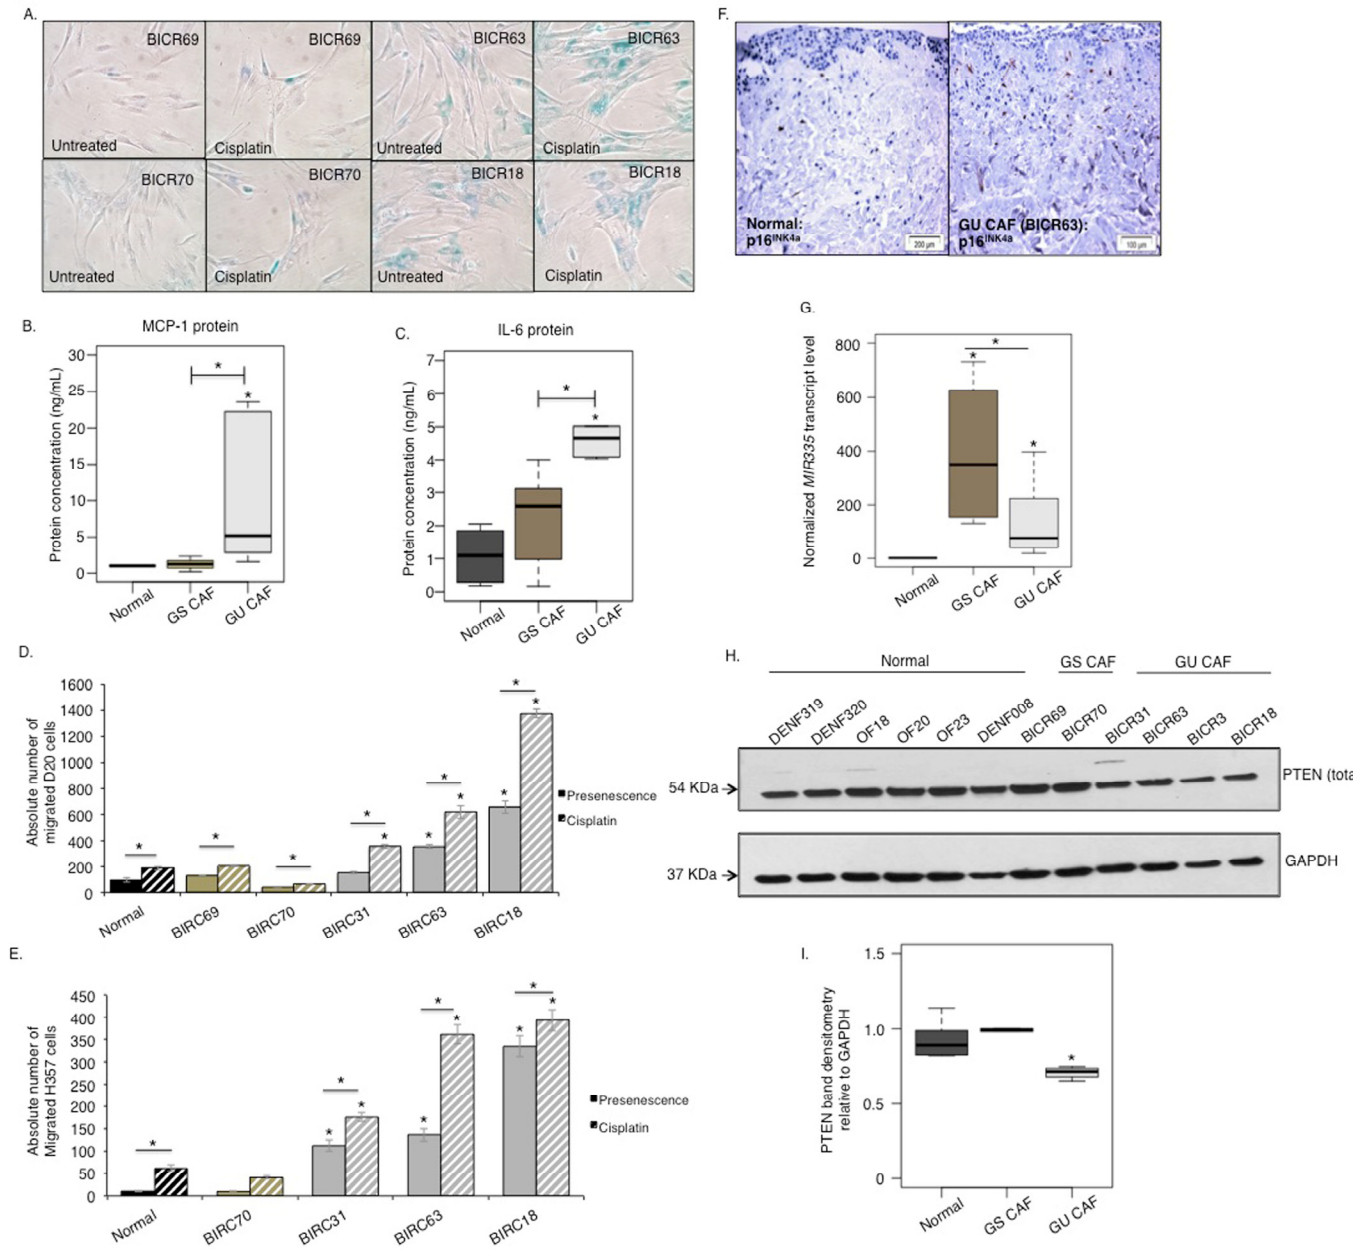 A.
BICR69
BICR69
BICR63
BICR63
Untreated
Cisplatin
Untreated
Cisplatin
BICR70
BICR70
BICR18
BICR18
Untreated
Cisplatin
Untreated
Cisplatin
F.
Normal:
p16INK4a
200 µm
GU CAF (BICR63):
p16INK4a
100 µm
B.
MCP-1 protein
Protein concentration (ng/mL)
30
25
20
15
10
5
0
*
*
Normal
GS CAF
GU CAF
C.
IL-6 protein
Protein concentration (ng/mL)
7
6
5
4
3
2
1
0
*
*
Normal
GS CAF
GU CAF
G.
Normalized MIR335 transcript level
800
600
400
200
0
*
*
*
Normal
GS CAF
GU CAF
D.
Absolute number of
migrated D20 cells
1600
1400
1200
1000
800
600
400
200
0
*
*
*
*
*
*
*
*
*
*
*
Normal
BIRC69
BIRC70
BIRC31
BIRC63
BIRC18
Presenescence
Cisplatin
H.
Normal
GS CAF
GU CAF
DENF319
DENF320
OF18
OF20
OF23
DENF008
BICR69
BICR70
BICR31
BICR63
BICR3
BICR18
54 KDa
PTEN (tota
37 KDa
GAPDH
E.
Absolute number of
Migrated H357 cells
450
400
350
300
250
200
150
100
50
0
*
*
*
*
*
*
*
*
*
*
Normal
BIRC70
BIRC31
BIRC63
BIRC18
Presenescence
Cisplatin
I.
PTEN band densitometry
relative to GAPDH
1.5
1.0
0.5
0
*
Normal
GS CAF
GU CAF